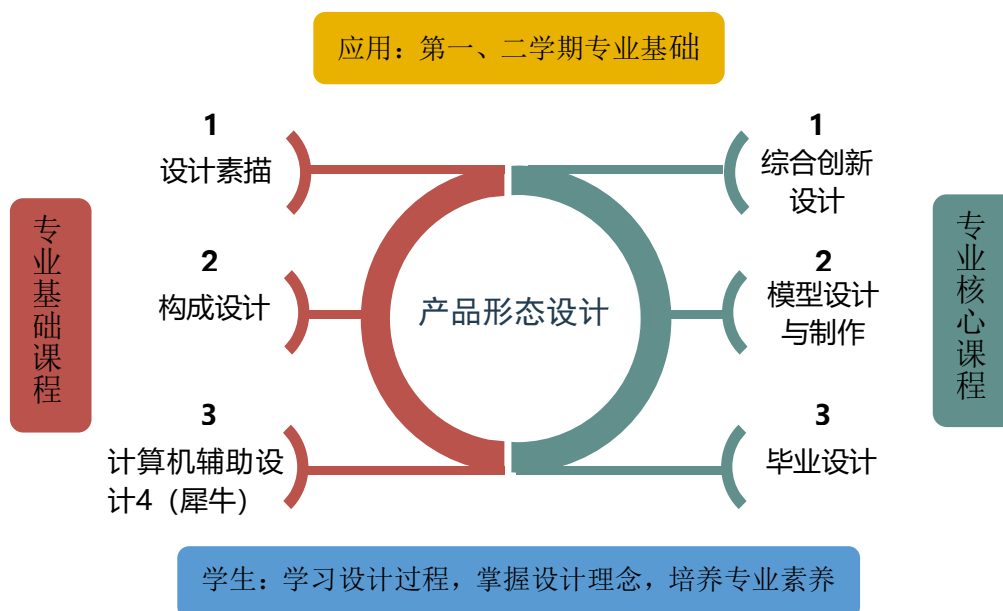 应用：第一、二学期专业基础
专业基础课程
1
设计素描
2
构成设计
3
计算机辅助设
计4（犀牛）
产品形态设计
1
综合创新
设计
2
模型设计
与制作
3
毕业设计
专业核心课程
学生：学习设计过程，掌握设计理念，培养专业素养